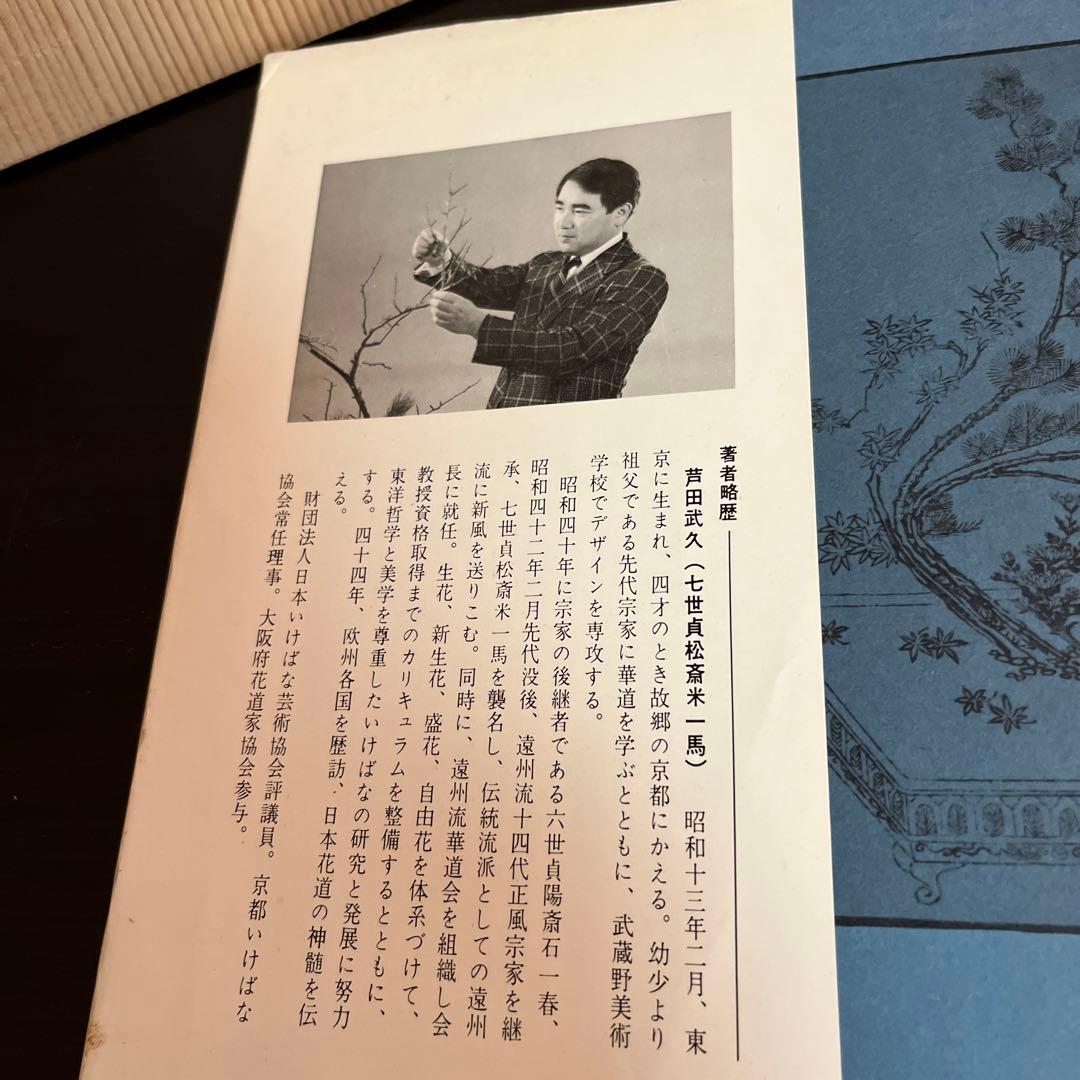 著者略歴
芦田武久（七世貞松斎米一馬）　昭和十三年二月、東
京に生まれ、四才のとき故郷の京都にかえる。幼少より
祖父である先代宗家に華道を学ぶとともに、武蔵野美術
学校でデザインを専攻する。
昭和四十年に宗家の後継者である六世貞陽斎石一春、
昭和四十二年二月先代没後、遠州流十四代正風宗家を継
承、七世貞松斎米一馬を襲名し、伝統流派としての遠州
流に新風を送りこむ。同時に、遠州流華道会を組織し会
長に就任。生花、新生花、盛花、自由花を体系づけて、
教授資格取得までのカリキュラムを整備するとともに、
東洋哲学と美学を尊重したいけばなの研究と発展に努力
する。四十四年、欧州各国を歴訪、日本花道の神髄を伝
える。
財団法人日本いけばな芸術協会評議員。京都いけばな
協会常任理事。大阪府花道家協会参与。